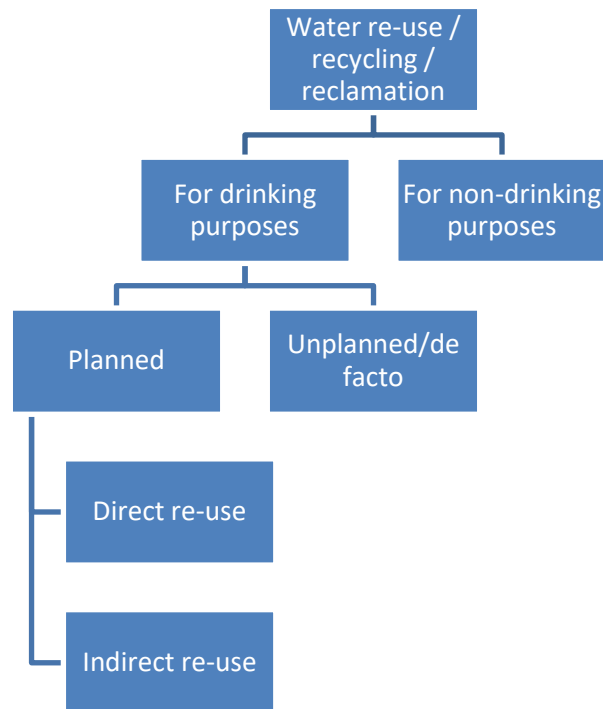 Water re-use /
recycling /
reclamation
For drinking
purposes
For non-drinking
purposes
Planned
Unplanned/de
facto
Direct re-use
Indirect re-use